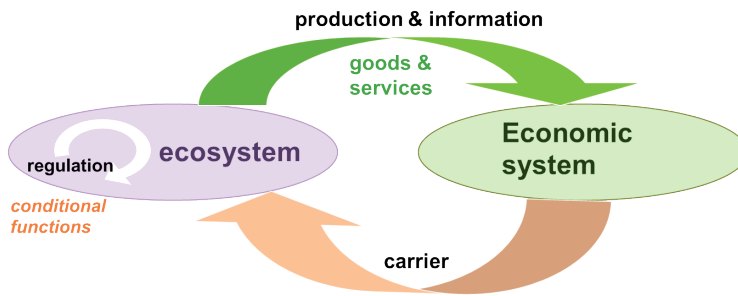 production & information
goods &
services
Economic
system
ecosystem
regulation
conditional
functions
carrier